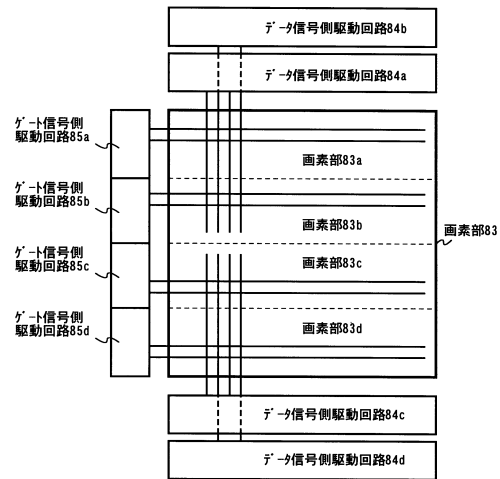 データ信号側駆動回路84b
データ信号側駆動回路84a
ゲート信号側
駆動回路85a
画素部83a
ゲート信号側
駆動回路85b
画素部83b
画素部83
ゲート信号側
駆動回路85c
画素部83c
ゲート信号側
駆動回路85d
画素部83d
データ信号側駆動回路84c
データ信号側駆動回路84d